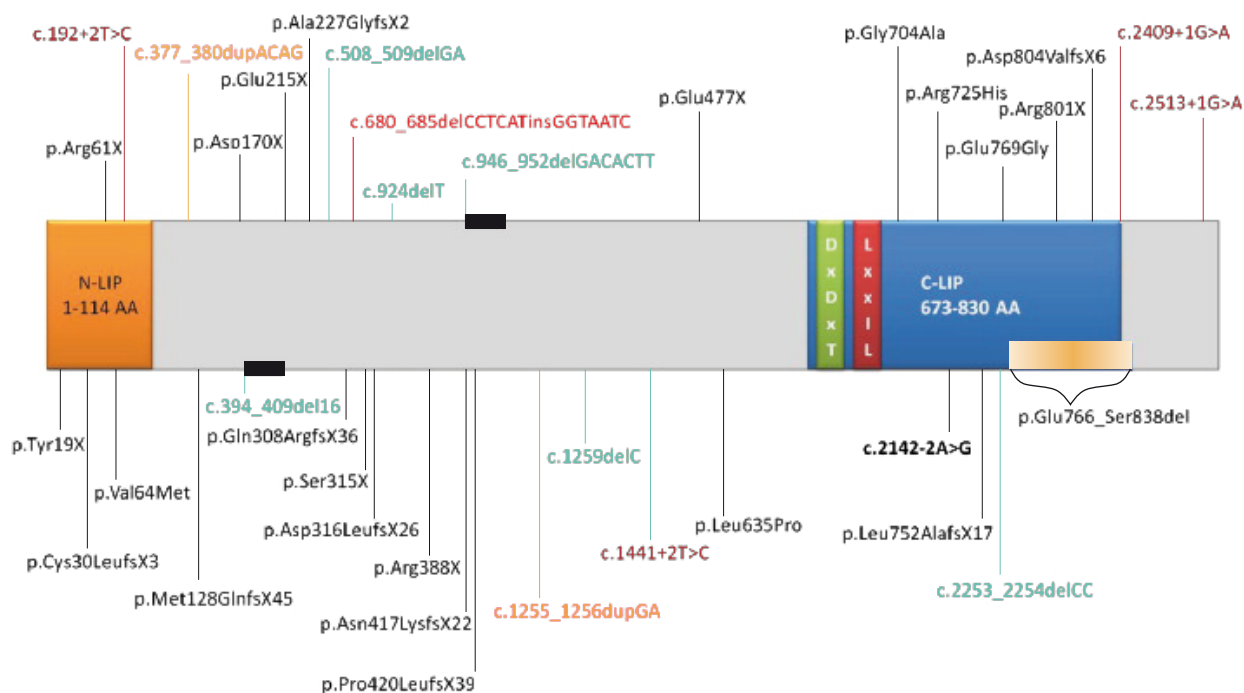 p.Ala227GlyfsX2
c.192+2T>C
c.377_380dupACAG
c.508_509delGA
p.Gly704Ala
c.2409+1G>A
p.Asp804ValfsX6
p.Glu215X
p.Glu477X
p.Arg725His
c.2513+1G>A
p.Arg801X
c.680_685delCCTCATinsGGTAATC
p.Arg61X
p.Asp170X
p.Glu769Gly
c.946_952delGACACTT
c.924delT
N-LIP
1-114 AA
D
x
D
x
T
L
x
x
I
L
C-LIP
673-830 AA
c.394_409del16
p.Glu766_Ser838del
p.Tyr19X
p.Gln308ArgfsX36
c.1259delC
c.2142-2A>G
p.Ser315X
p.Val64Met
p.Asp316LeufsX26
p.Leu635Pro
p.Leu752AlafsX17
p.Cys30LeufsX3
c.1441+2T>C
p.Arg388X
c.2253_2254delCC
p.Met128GlnfsX45
c.1255_1256dupGA
p.Asn417LysfsX22
p.Pro420LeufsX39